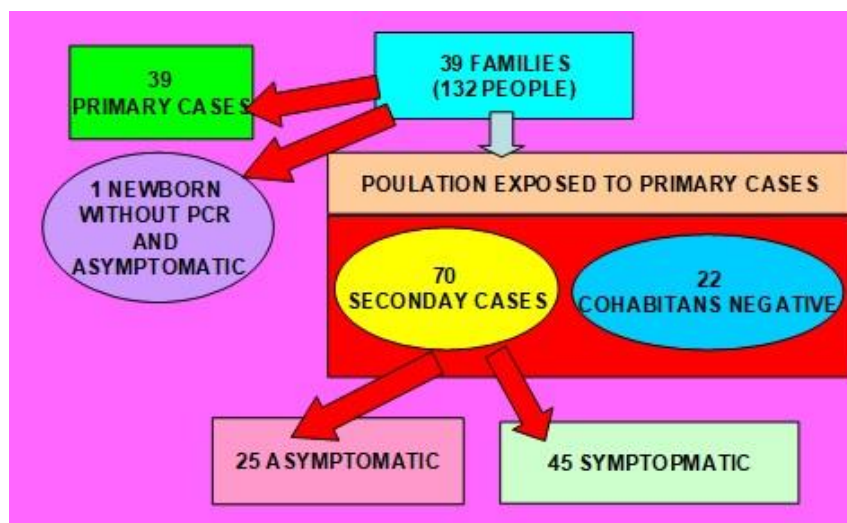 39
PRIMARY CASES
39 FAMILIES
(132 PEOPLE)
1 NEWBORN
WITHOUT PCR
AND
ASYMPTOMATIC
POULATION EXPOSED TO PRIMARY CASES
70
SECONDAY CASES
22
COHABITANS NEGATIVE
25 ASYMPTOMATIC
45 SYMPTOPMATIC